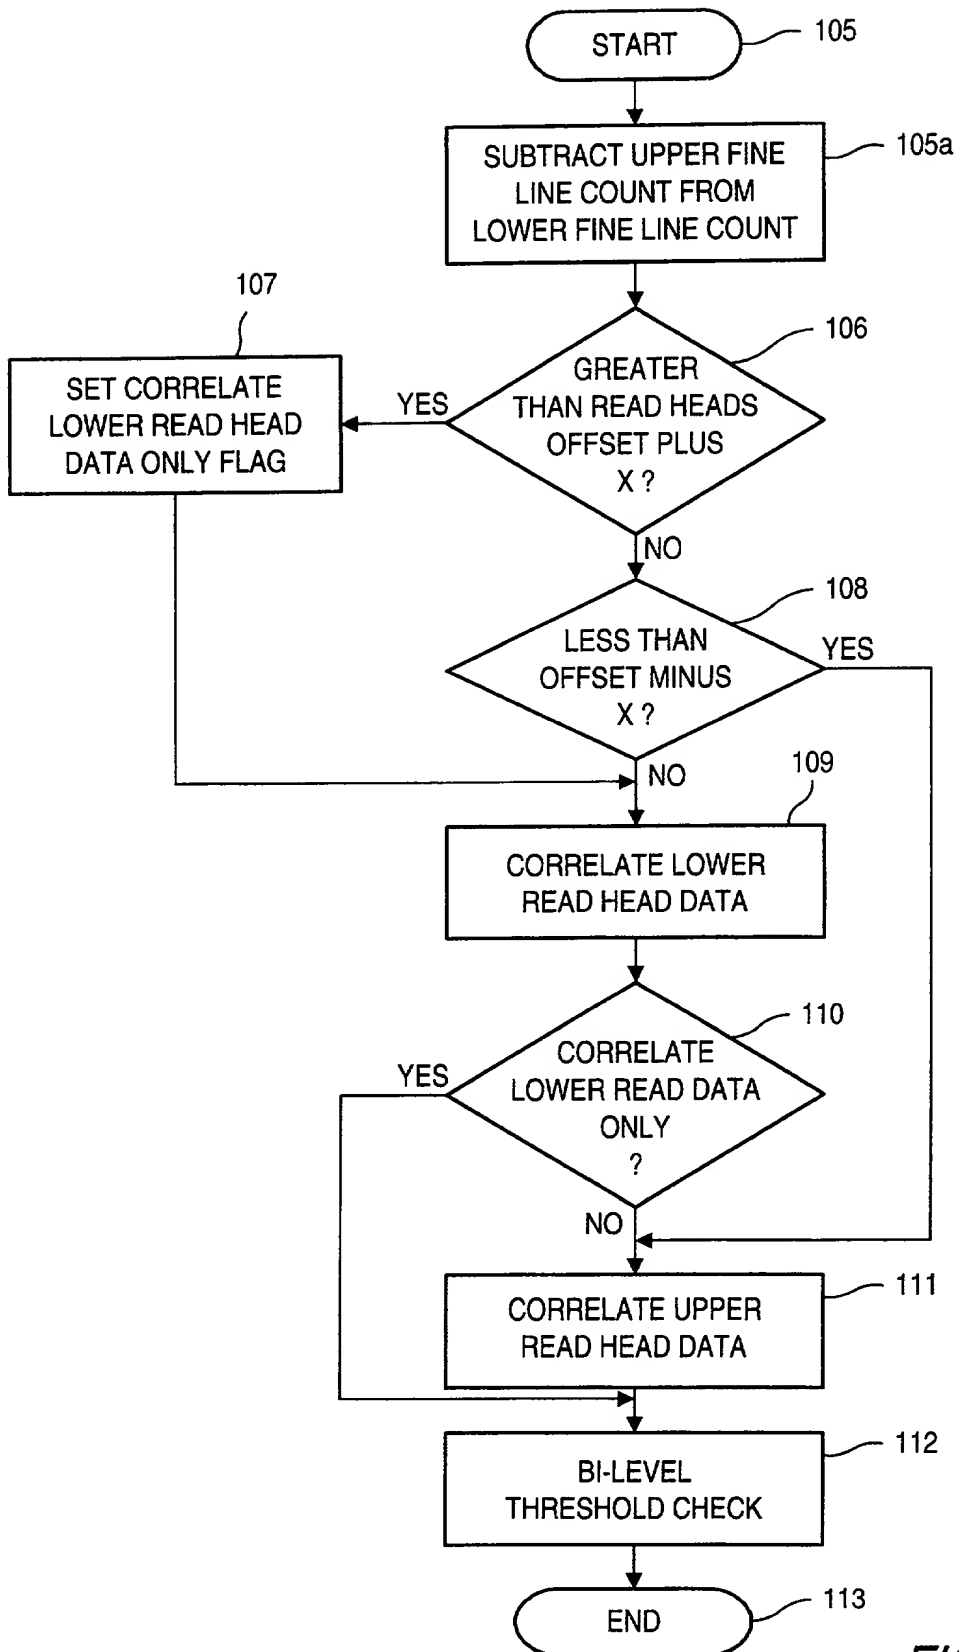 START
105
SUBTRACT UPPER FINE
LINE COUNT FROM
LOWER FINE LINE COUNT
105a
107
SET CORRELATE
LOWER READ HEAD
DATA ONLY FLAG
YES
GREATER
THAN READ HEADS
OFFSET PLUS
X ?
106
NO
LESS THAN
OFFSET MINUS
X ?
108
YES
NO
109
CORRELATE LOWER
READ HEAD DATA
110
YES
CORRELATE
LOWER READ DATA
ONLY
?
NO
CORRELATE UPPER
READ HEAD DATA
111
BI-LEVEL
THRESHOLD CHECK
112
END
113